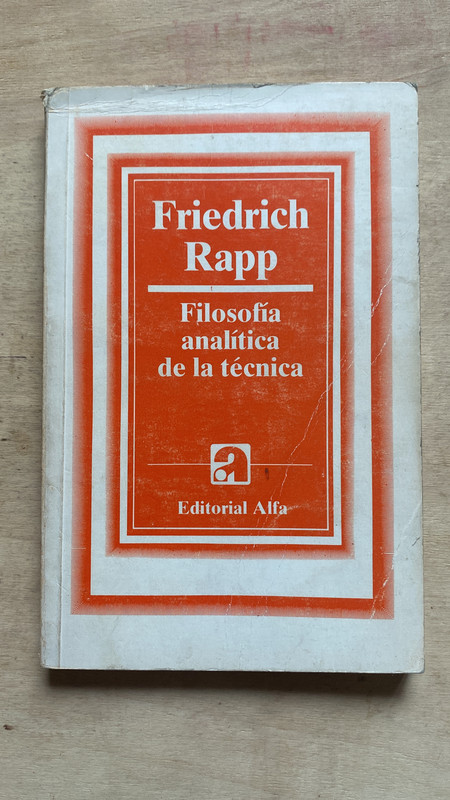 Friedrich
Rapp
Filosofía
analítica
de la técnica
a
Editorial Alfa